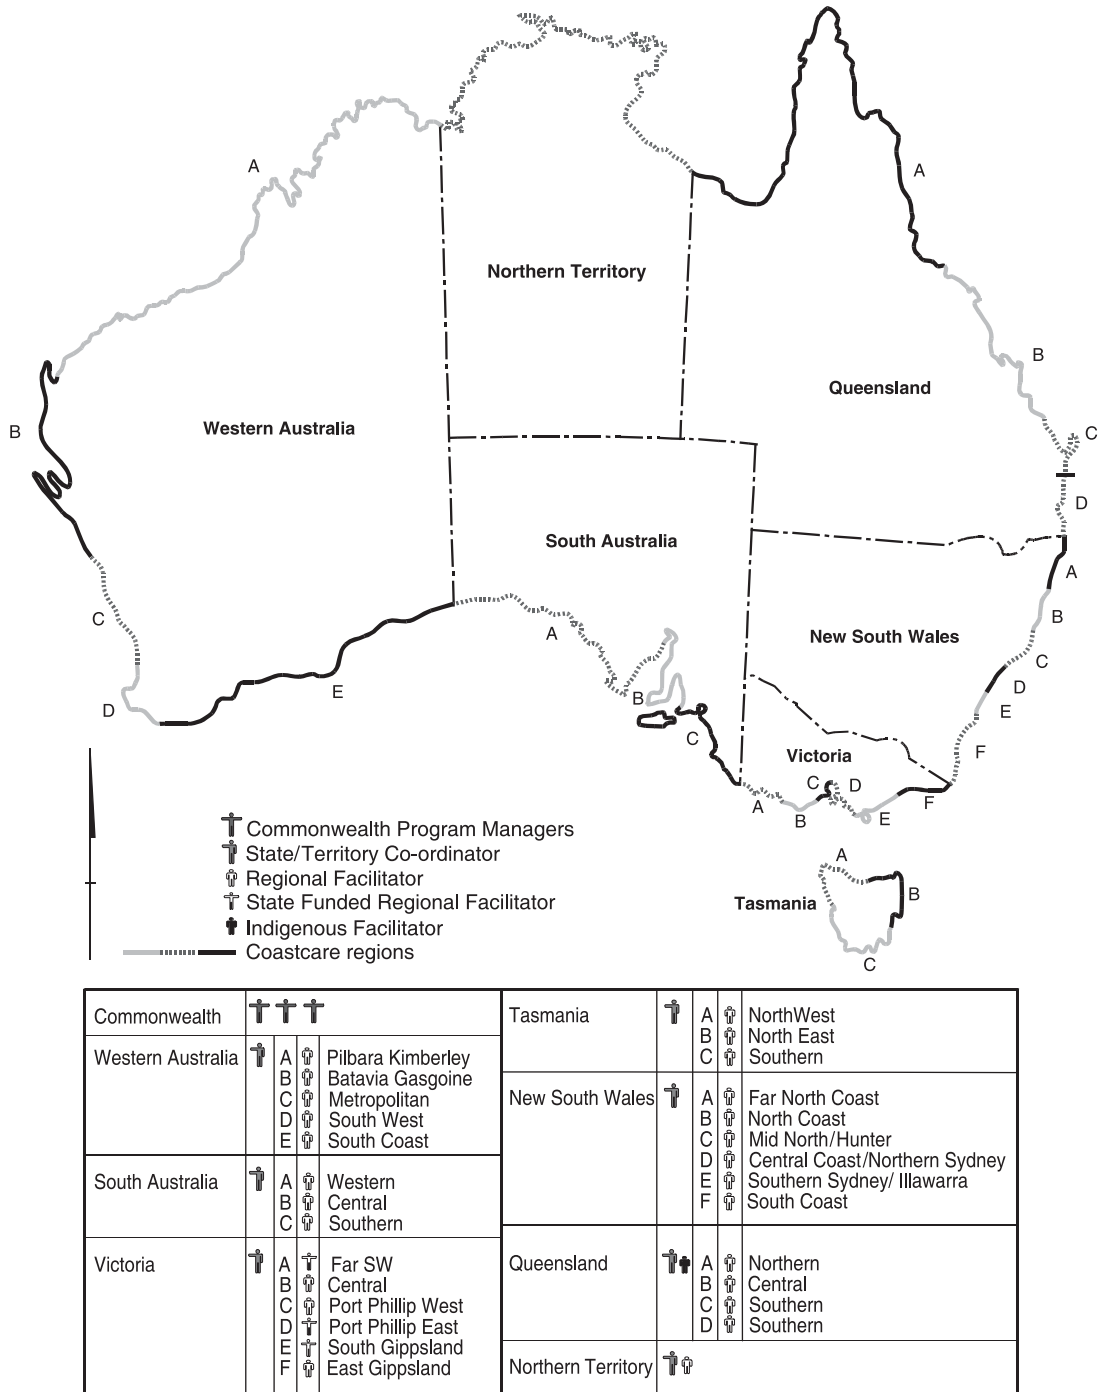 A
A
Northern Territory
B
Queensland
B
Western Australia
C
D
South Australia
A
B
New South Wales
C
A
C
D
E
B
D
E
F
C
Victoria
C
D
A
B
E
F
Commonwealth Program Managers
State/Territory Co-ordinator
Regional Facilitator
State Funded Regional Facilitator
Indigenous Facilitator
Coastcare regions
A
B
Tasmania
C
Commonwealth
Western Australia
A Pilbara Kimberley
B Batavia Gasgoine
C Metropolitan
D South West
E South Coast
South Australia
A Western
B Central
C Southern
Victoria
A Far SW
B Central
C Port Phillip West
D Port Phillip East
E South Gippsland
F East Gippsland
Tasmania
A NorthWest
B North East
C Southern
New South Wales
A Far North Coast
B North Coast
C Mid North/Hunter
D Central Coast/Northern Sydney
E Southern Sydney/ Illawarra
F South Coast
Queensland
A Northern
B Central
C Southern
D Southern
Northern Territory